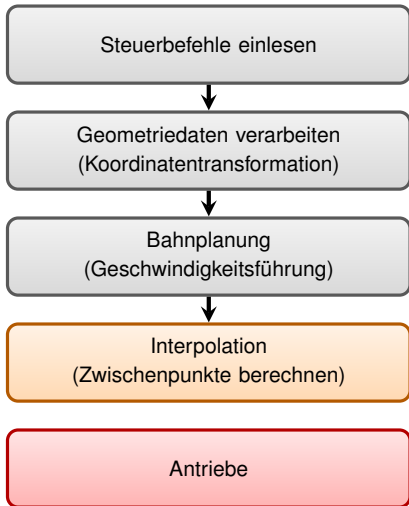 Steuerbefehle einlesen
Geometriedaten verarbeiten
(Koordinatentransformation)
Bahnplanung
(Geschwindigkeitsführung)
Interpolation
(Zwischenpunkte berechnen)
Antriebe